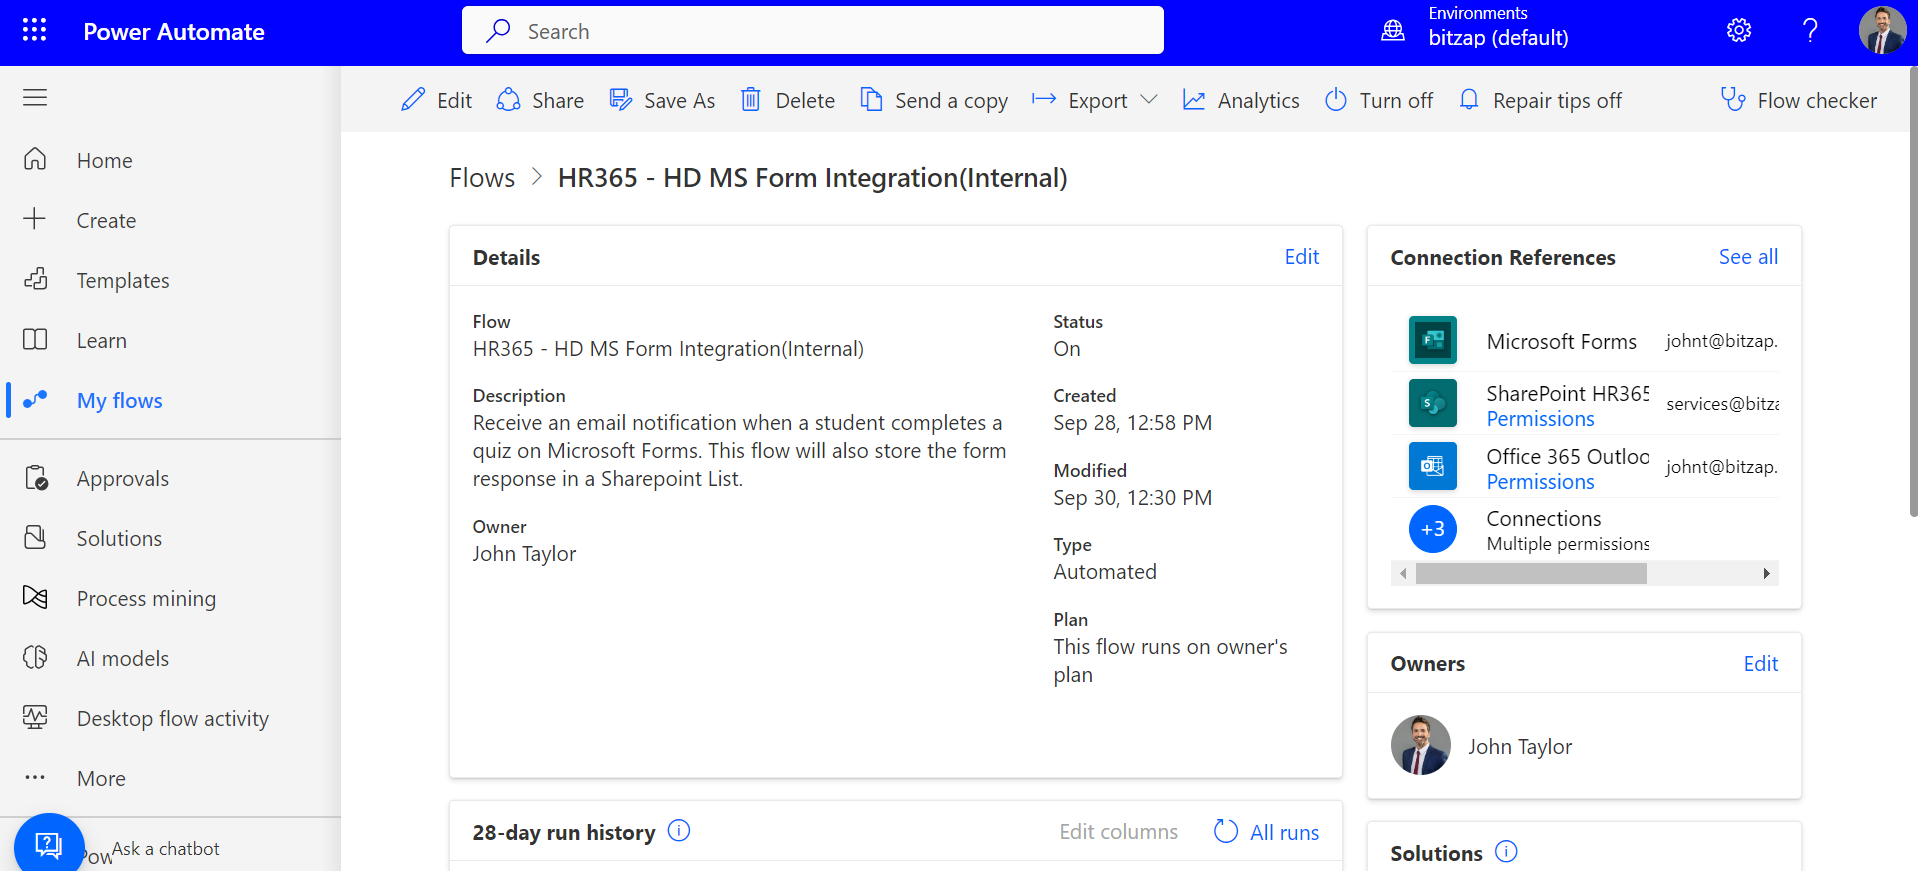 Power Automate
Search
Environments
bitzap (default)
?
Edit
Share
Save As
Delete
Send a copy
Export
Analytics
Turn off
Repair tips off
Flow checker
Home
Create
Templates
Learn
My flows
Approvals
Solutions
Process mining
AI models
Desktop flow activity
More
Ask a chatbot
Flows > HR365 - HD MS Form Integration(Internal)
Details
Edit
Flow
HR365 - HD MS Form Integration(Internal)
Description
Receive an email notification when a student completes a
quiz on Microsoft Forms. This flow will also store the form
response in a Sharepoint List.
Owner
John Taylor
Status
On
Created
Sep 28, 12:58 PM
Modified
Sep 30, 12:30 PM
Type
Automated
Plan
This flow runs on owner's
plan
28-day run history
Edit columns
All runs
Connection References
See all
Microsoft Forms
johnt@bitzap.
SharePoint HR365
Permissions
services@bitza
Office 365 Outloo
Permissions
johnt@bitzap.
+3
Connections
Multiple permissions
Owners
Edit
John Taylor
Solutions